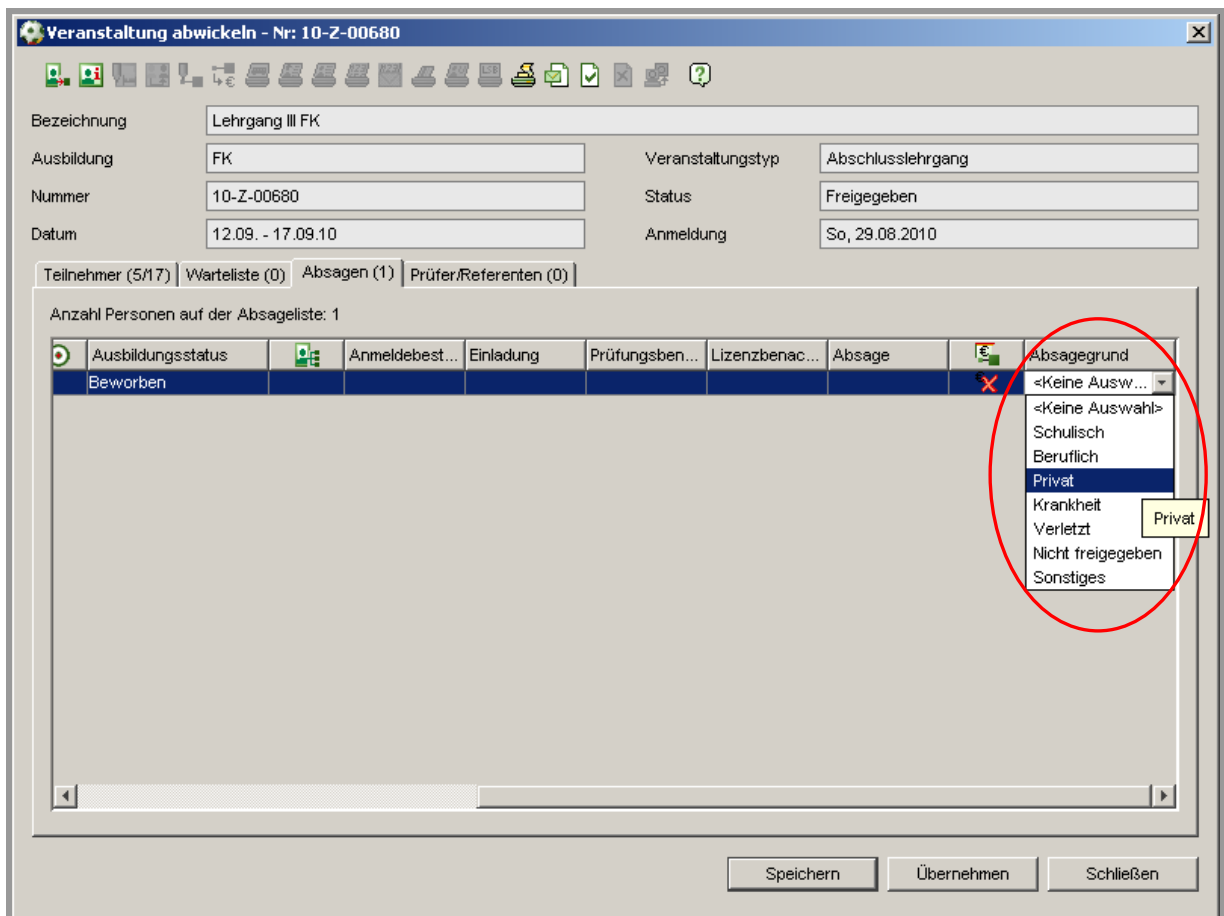 Veranstaltung abwickeln - Nr: 10-Z-00680
Bezeichnung Lehrgang III FK
Ausbildung FK Veranstaltungstyp Abschlusslehrgang
Nummer 10-Z-00680 Status Freigegeben
Datum 12.09. - 17.09.10 Anmeldung So, 29.08.2010
Teilnehmer (5/17) Warteliste (0) Absagen (1) Prüfer/Referenten (0)
Anzahl Personen auf der Absageliste: 1
Ausbildungsstatus Anmeldebest... Einladung Prüfungsben... Lizenzbenac... Absage Absagegrund
Beworben <Keine Ausw...
<Keine Auswahl>
Schulisch
Beruflich
Privat
Krankheit
Privat
Verletzt
Nicht freigegeben
Sonstiges
Speichern Übernehmen Schließen